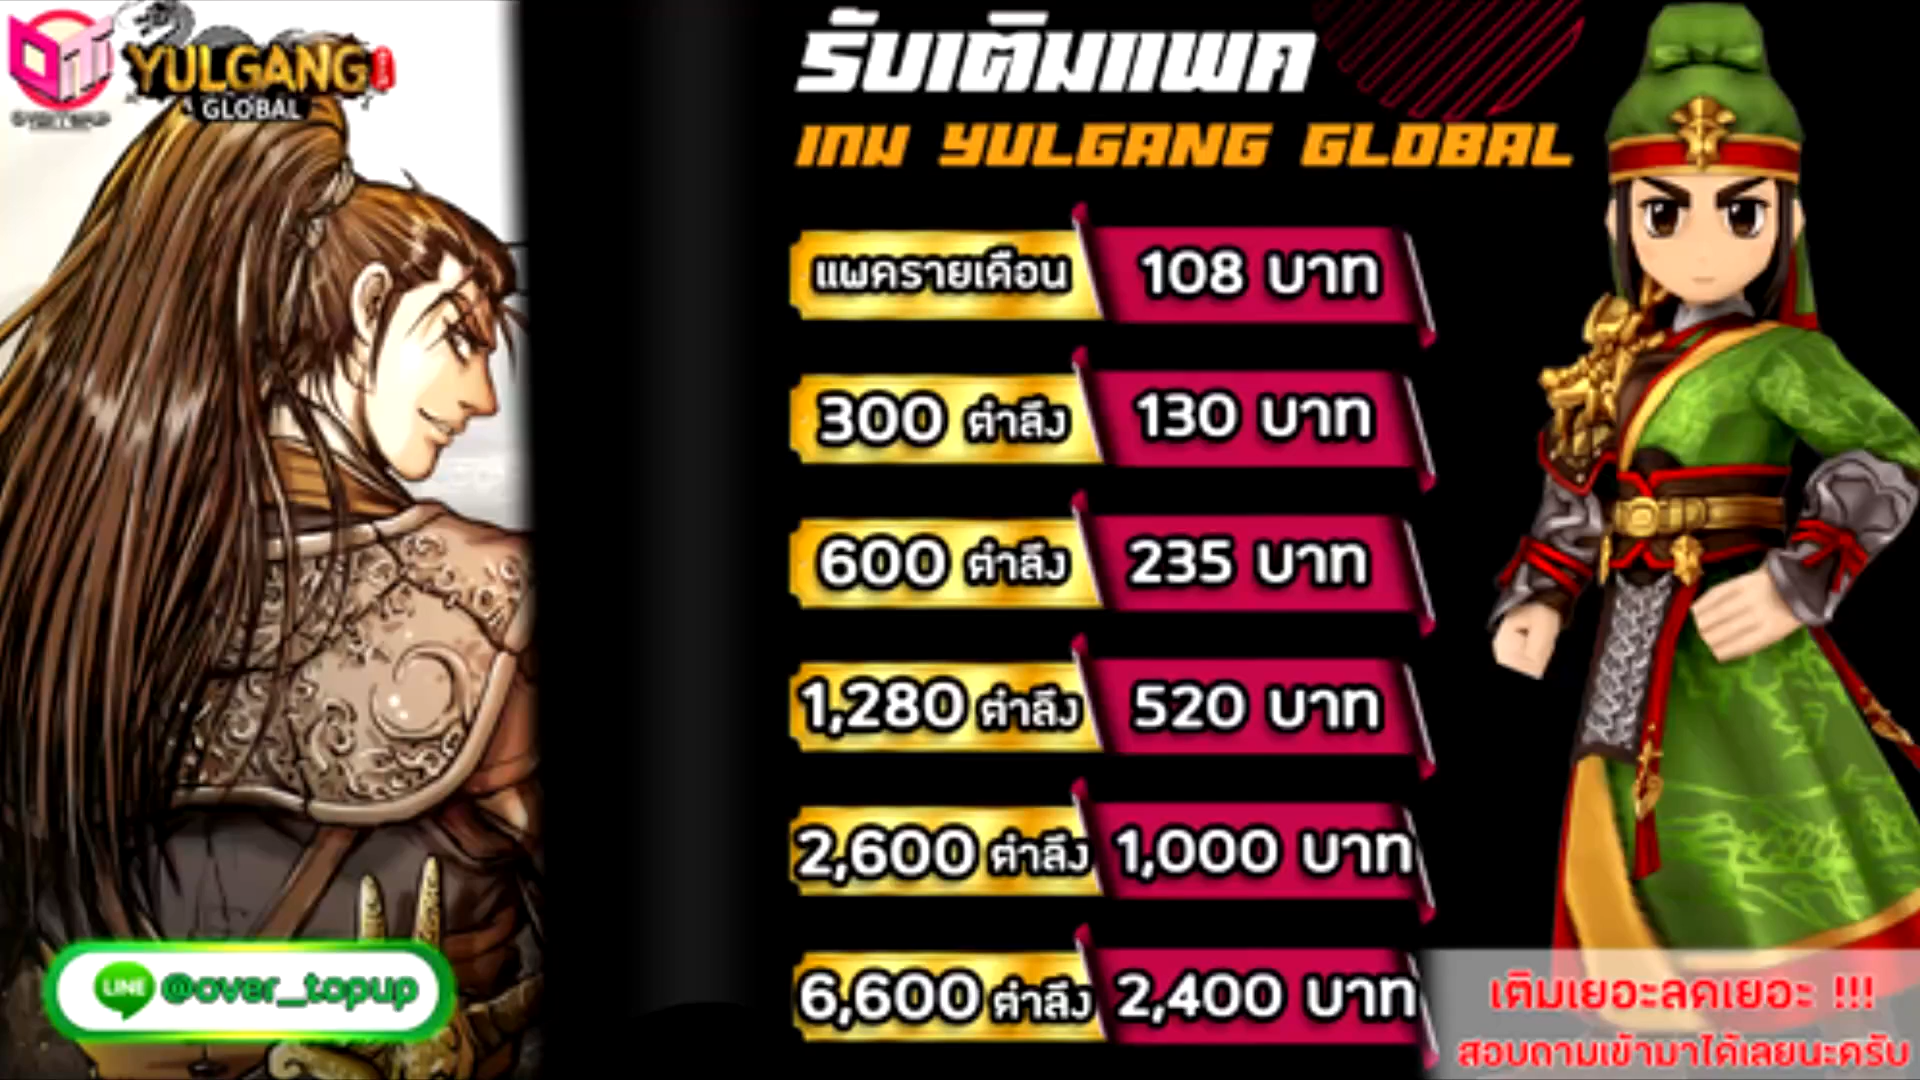 YULGANG
GLOBAL
รับเติมแพค
เกม YULGANG GLOBAL
แพครายเดือน 108 บาท
300 ตำลึง 130 บาท
600 ตำลึง 235 บาท
1,280 ตำลึง 520 บาท
2,600 ตำลึง 1,000 บาท
6,600 ตำลึง 2,400 บาท
LINE @over_topup
เติมเยอะลดเยอะ !!!
สอบถามเข้ามาได้เลยนะครับ